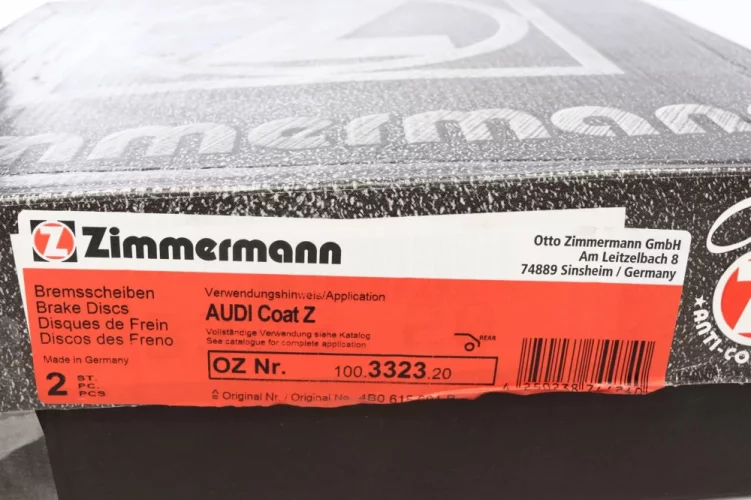 Zimmermann
Otto Zimmermann GmbH
Am Leitzelbach 8
74889 Sinsheim / Germany
Bremsscheiben
Brake Discs
Disques de Frein
Discos des Freno
Made in Germany
2 ST.
PC.
PCS
Verwendungshinweis/Application
AUDI Coat Z
Vollständige Verwendung siehe Katalog
See catalogue for complete application
REAR
OZ Nr. 100.3323.20
Original Nr. / Original No. 4B0